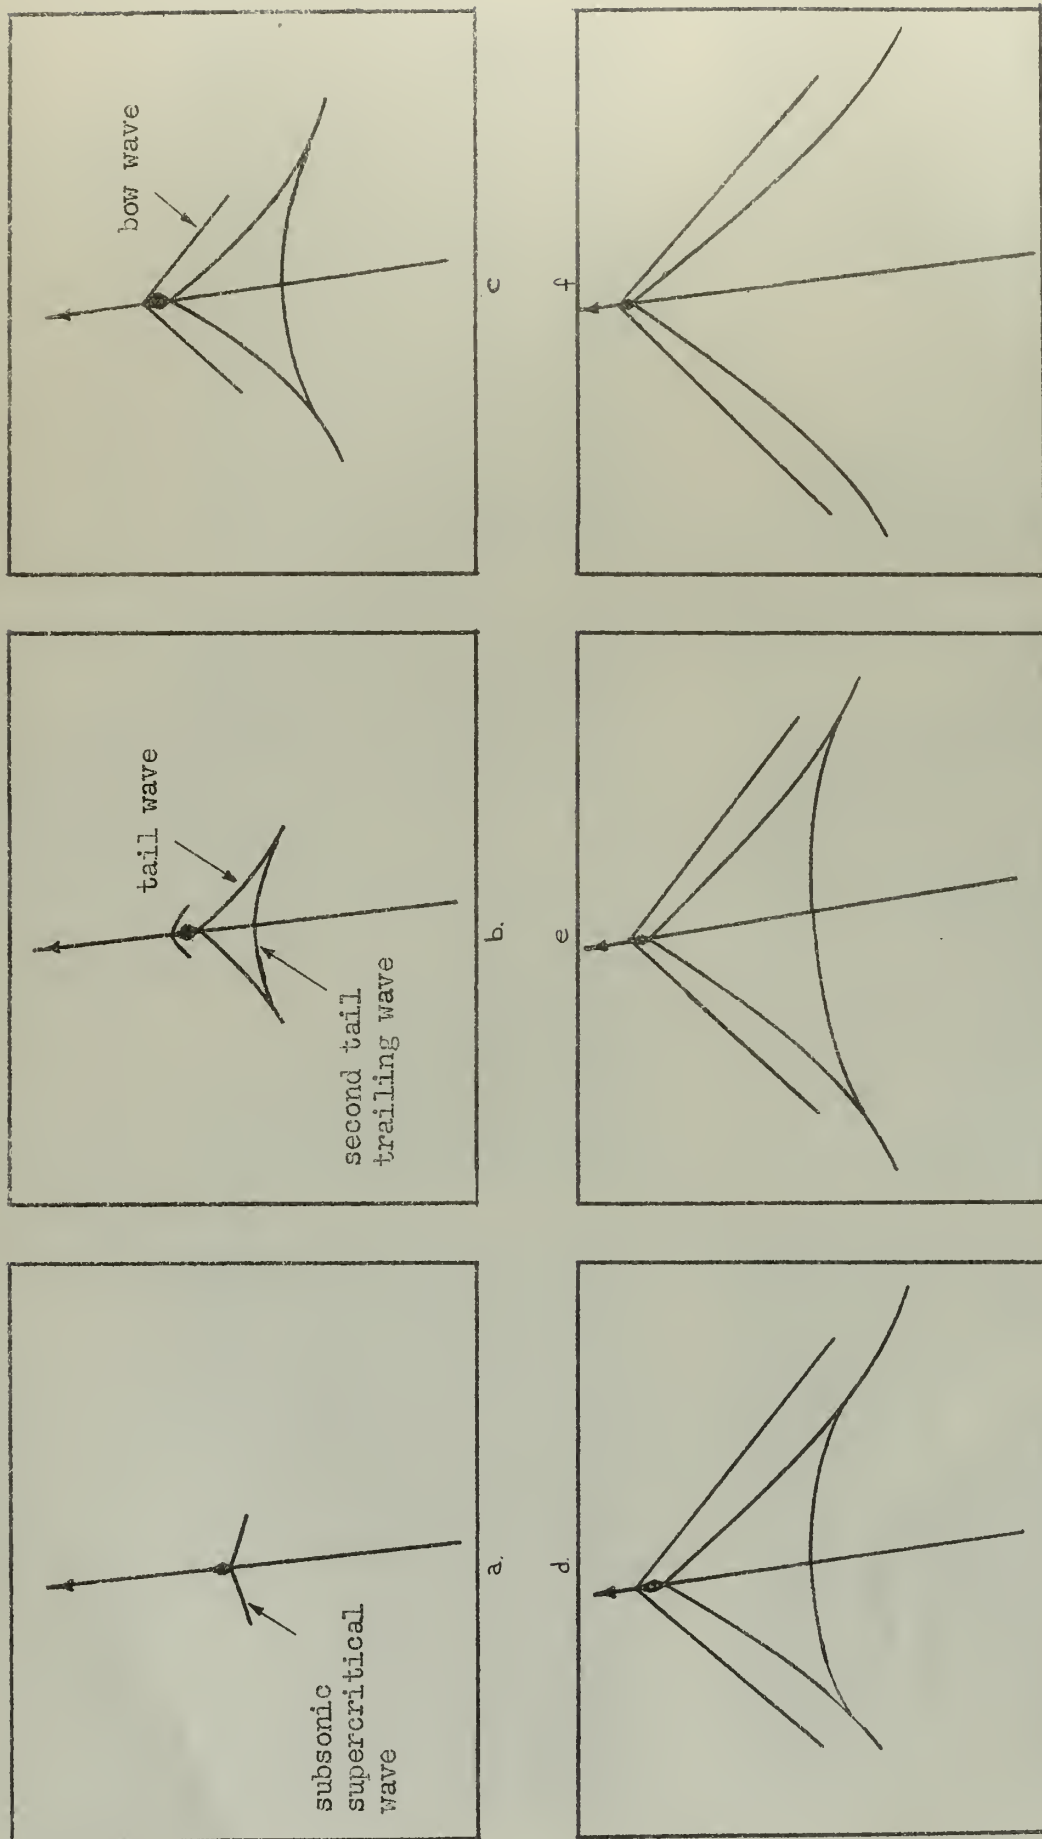 subsonic
supercritical
wave
a.
tail wave
second tail
trailing wave
b.
bow wave
c
d.
e
f